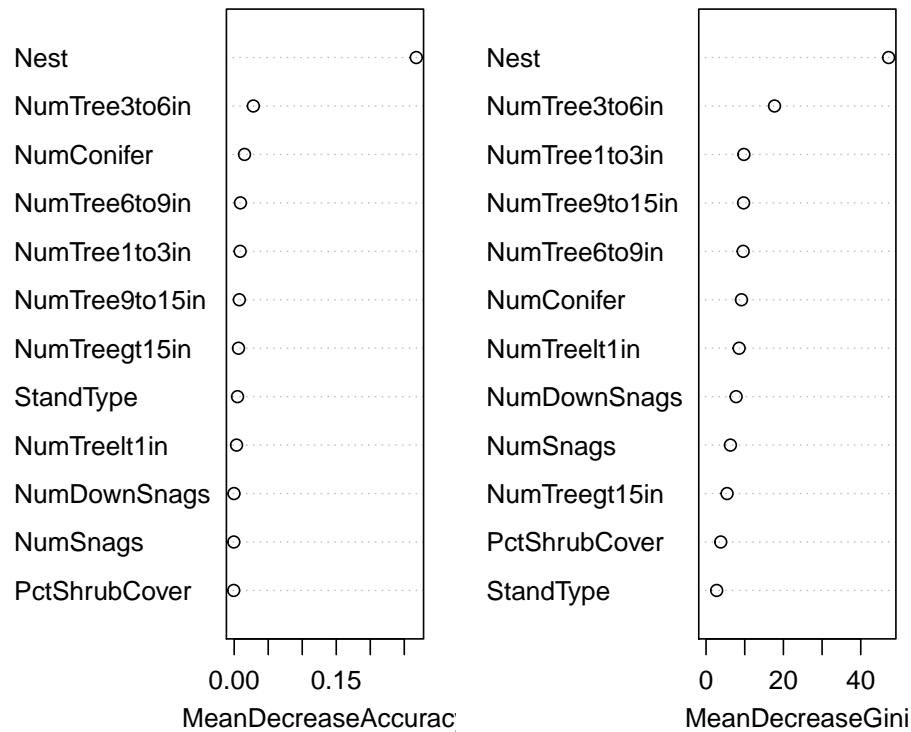 Nest
NumTree3to6in
NumConifer
NumTree6to9in
NumTree1to3in
NumTree9to15in
NumTreegt15in
StandType
NumTreelt1in
NumDownSnags
NumSnags
PctShrubCover
0.00 0.15
MeanDecreaseAccuracy
Nest
NumTree3to6in
NumTree1to3in
NumTree9to15in
NumTree6to9in
NumConifer
NumTreelt1in
NumDownSnags
NumSnags
NumTreegt15in
PctShrubCover
StandType
0 20 40
MeanDecreaseGini